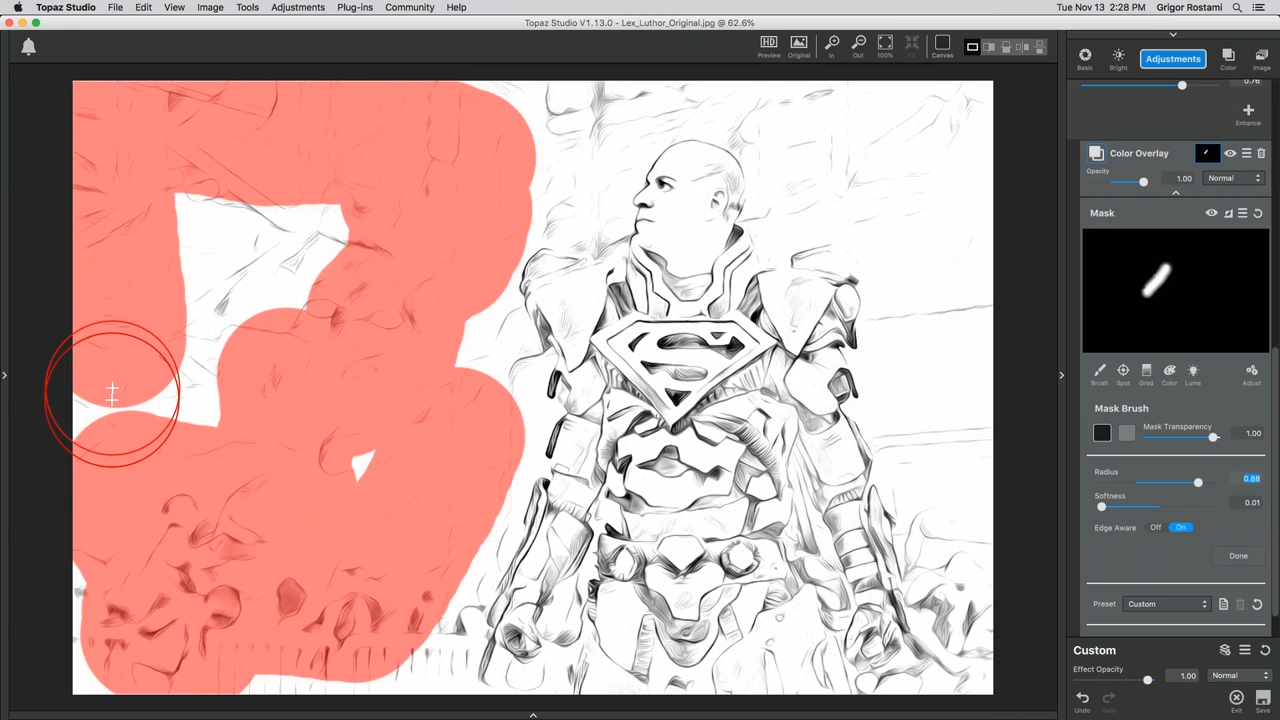 Topaz Studio File Edit View Image Tools Adjustments Plug-ins Community Help Tue Nov 13 2:28 PM Grigor Rostami
Topaz Studio V1.13.0 - Lex_Luthor_Original.jpg @ 62.6%
Preview Original In Out 100% Canvas
Basic Bright Adjustments Color Image
0.76
Enhance
Color Overlay
Opacity 1.00 Normal
Mask
Brush Spot Grad Color Luma Adjust
Mask Brush
Mask Transparency 1.00
Radius 0.88
Softness 0.01
Edge Aware Off On
Done
Preset Custom
Custom
Effect Opacity 1.00 Normal
Undo Redo Exit Save